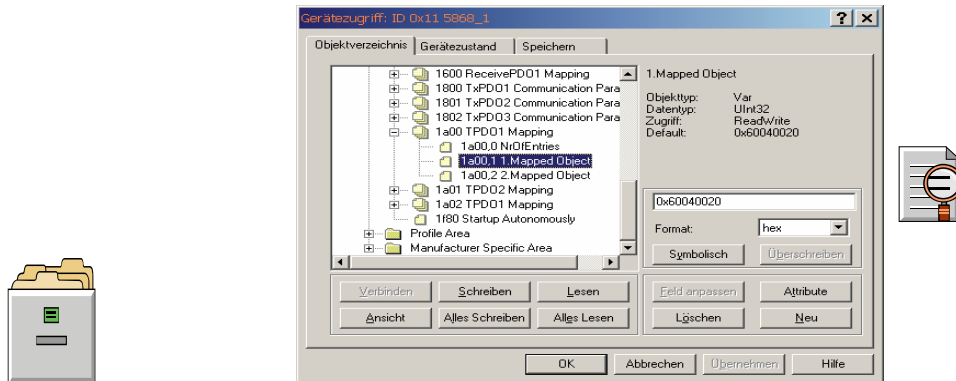 Gerätezugriff: ID 0x11 5868_1
Objektverzeichnis Gerätezustand Speichern
1600 ReceivePDO1 Mapping
1800 TxPDO1 Communication Para
1801 TxPDO2 Communication Para
1802 TxPDO3 Communication Para
1a00 TPDO1 Mapping
1a00,0 NrOfEntries
1a00,1 1.Mapped Object
1a00,2 2.Mapped Object
1a01 TPDO2 Mapping
1a02 TPDO1 Mapping
1f80 Startup Autonomously
Profile Area
Manufacturer Specific Area
1.Mapped Object
Objekttyp: Var
Datentyp: UInt32
Zugriff: ReadWrite
Default: 0x60040020
0x60040020
Format: hex
Symbolisch Überschreiben
Verbinden Schreiben Lesen
Ansicht Alles Schreiben Alles Lesen
Feld anpassen Attribute
Löschen Neu
OK Abbrechen Übernehmen Hilfe